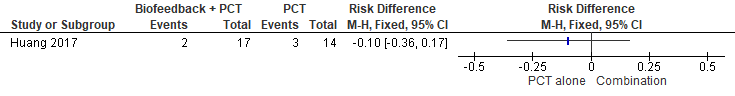 Biofeedback + PCT PCT Risk Difference Risk Difference
Study or Subgroup Events Total Events Total M-H, Fixed, 95% CI M-H, Fixed, 95% CI
Huang 2017 2 17 3 14 -0.10 [-0.36, 0.17]
-0.5 -0.25 0 0.25 0.5
PCT alone Combination